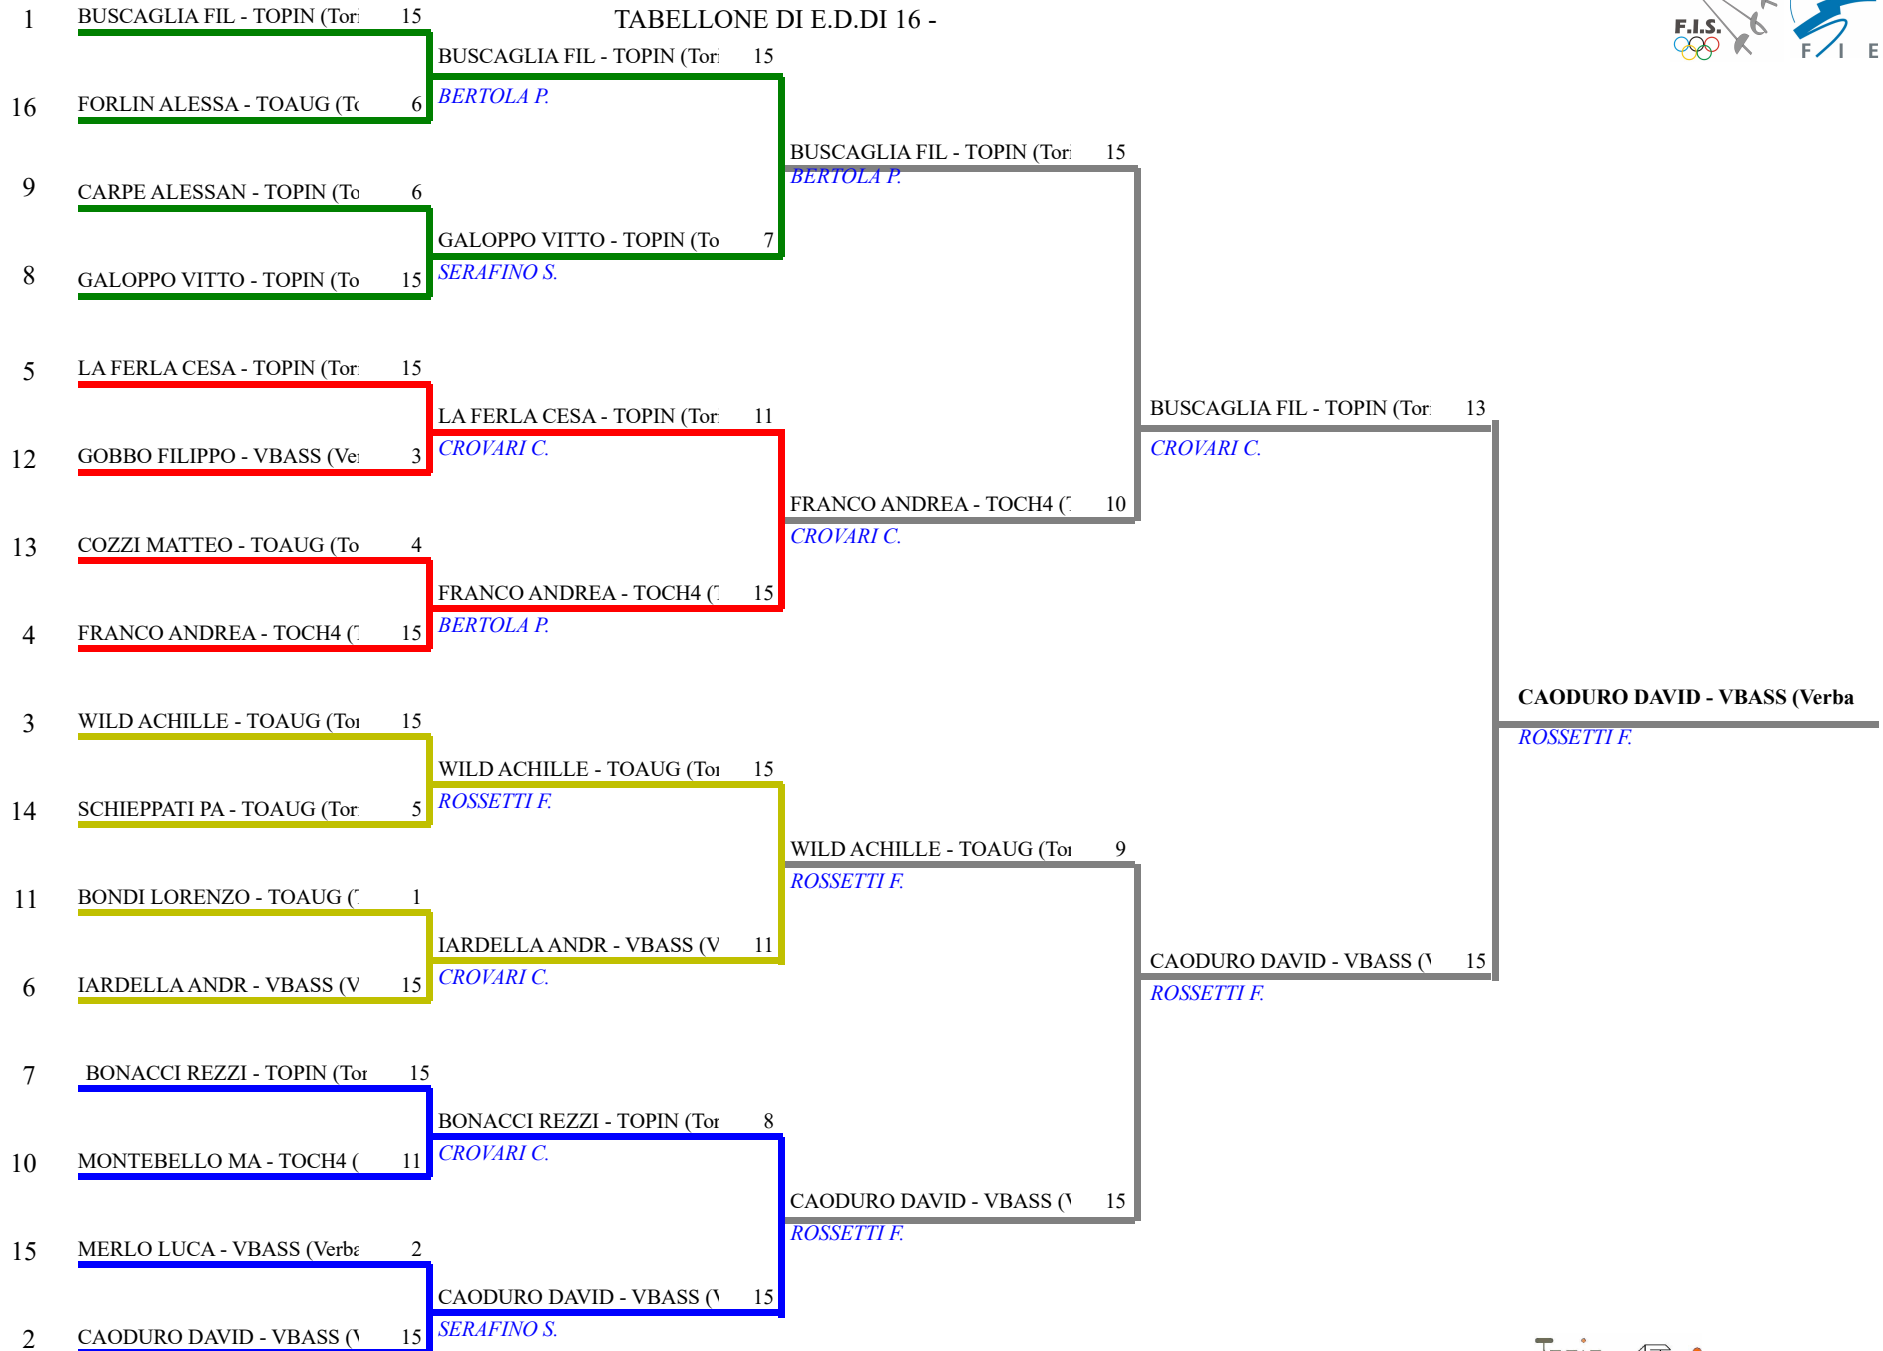 TABELLONE DI E.D.DI 16 -
F.I.S.
F I E
1 BUSCAGLIA FIL - TOPIN (Tori 15
BUSCAGLIA FIL - TOPIN (Tori 15
BERTOLA P.
16 FORLIN ALESSA - TOAUG (To 6
BUSCAGLIA FIL - TOPIN (Tori 15
BERTOLA P.
9 CARPE ALESSAN - TOPIN (To 6
GALOPPO VITTO - TOPIN (To 7
SERAFINO S.
8 GALOPPO VITTO - TOPIN (To 15
5 LA FERLA CESA - TOPIN (Tor 15
LA FERLA CESA - TOPIN (Tor 11
CROVARI C.
BUSCAGLIA FIL - TOPIN (Tor 13
CROVARI C.
12 GOBBO FILIPPO - VBASS (Ve 3
FRANCO ANDREA - TOCH4 ( 10
CROVARI C.
13 COZZI MATTEO - TOAUG (To 4
FRANCO ANDREA - TOCH4 ( 15
BERTOLA P.
4 FRANCO ANDREA - TOCH4 ( 15
CAODURO DAVID - VBASS (Verba
ROSSETTI F.
3 WILD ACHILLE - TOAUG (Tor 15
WILD ACHILLE - TOAUG (Tor 15
ROSSETTI F.
14 SCHIEPPATI PA - TOAUG (Tor 5
WILD ACHILLE - TOAUG (Tor 9
ROSSETTI F.
11 BONDI LORENZO - TOAUG ( 1
IARDELLA ANDR - VBASS (V 11
CROVARI C.
CAODURO DAVID - VBASS (V 15
ROSSETTI F.
6 IARDELLA ANDR - VBASS (V 15
7 BONACCI REZZI - TOPIN (Tor 15
BONACCI REZZI - TOPIN (Tor 8
CROVARI C.
10 MONTEBELLO MA - TOCH4 ( 11
CAODURO DAVID - VBASS (V 15
ROSSETTI F.
15 MERLO LUCA - VBASS (Verba 2
CAODURO DAVID - VBASS (V 15
SERAFINO S.
2 CAODURO DAVID - VBASS (V 15